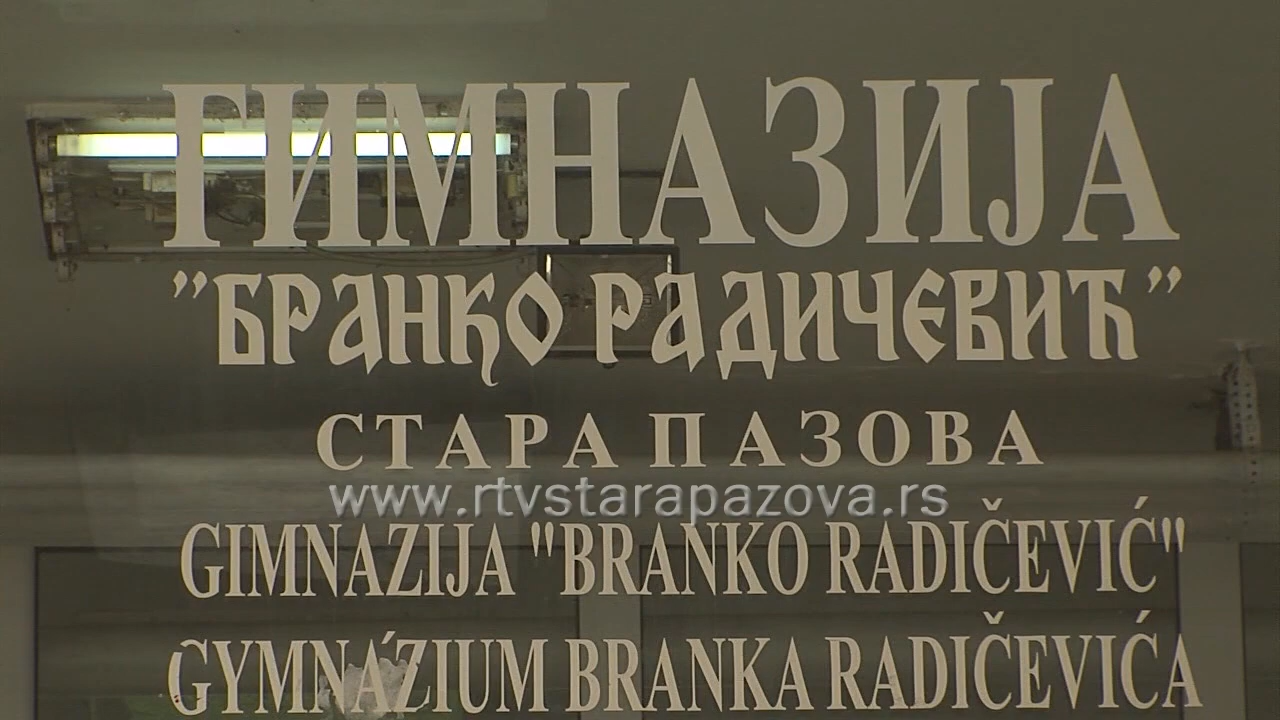 ГИМНАЗИЈА
"БРАНКО РАДИЧЕВИЋ"
СТАРА ПАЗОВА
www.rtvstarapazova.rs
GIMNAZIJA "BRANKO RADIČEVIĆ"
GYMNÁZIUM BRANKA RADIČEVIĆA